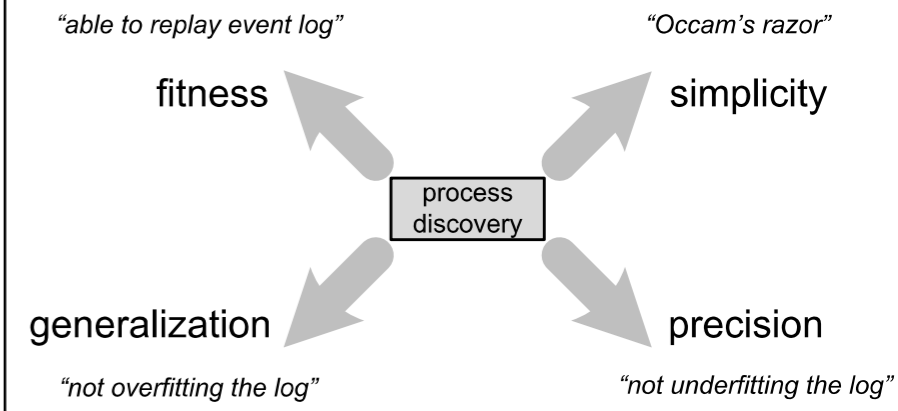 “able to replay event log”
“Occam’s razor”
fitness
simplicity
process
discovery
generalization
precision
“not overfitting the log”
“not underfitting the log”